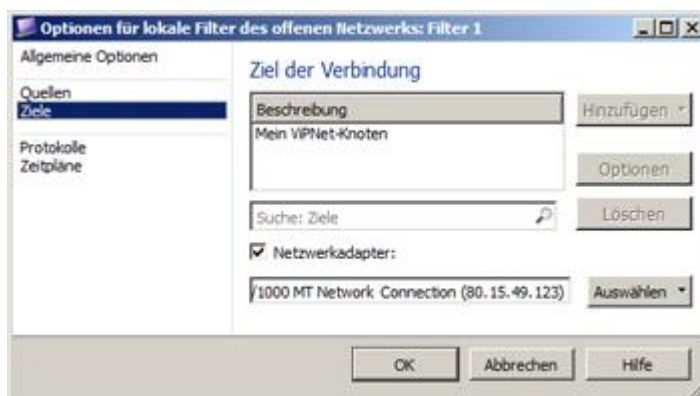 Optionen für lokale Filter des offenen Netzwerks: Filter 1
Allgemeine Optionen
Quellen
Ziele
Protokolle
Zeitpläne
Ziel der Verbindung
Beschreibung
Mein ViPNet-Knoten
Hinzufügen
Optionen
Löschen
Suche: Ziele
Netzwerkadapter:
/1000 MT Network Connection (80.15.49.123)
Auswählen
OK
Abbrechen
Hilfe